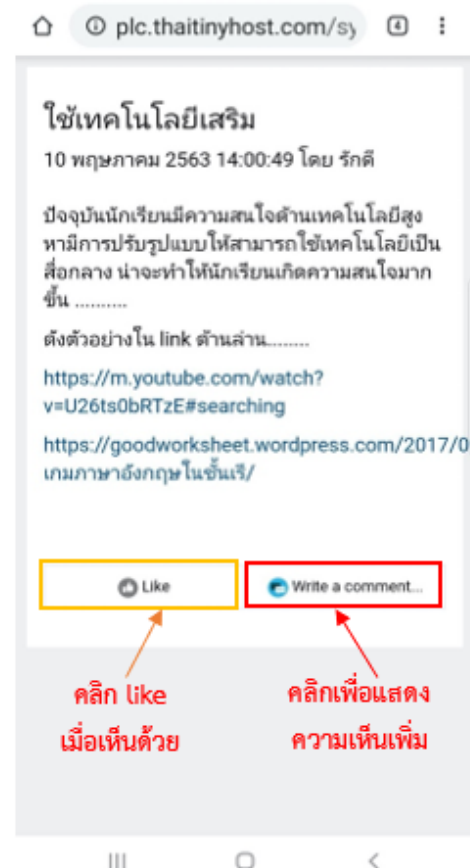 plc.thaitinyhost.com/sy
4
ใช้เทคโนโลยีเสริม
10 พฤษภาคม 2563 14:00:49 โดย รักดี
ปัจจุบันนักเรียนมีความสนใจด้านเทคโนโลยีสูง
หามีการปรับรูปแบบให้สามารถใช้เทคโนโลยีเป็น
สื่อกลาง น่าจะทำให้นักเรียนเกิดความสนใจมาก
ขึ้น ..........
ดังตัวอย่างใน link ด้านล่าน........
https://m.youtube.com/watch?
v=U26ts0bRTzE#searching
https://goodworksheet.wordpress.com/2017/0
เกมภาษาอังกฤษในชั้นเรี/
Like
Write a comment...
คลิก like
เมื่อเห็นด้วย
คลิกเพื่อแสดง
ความเห็นเพิ่ม